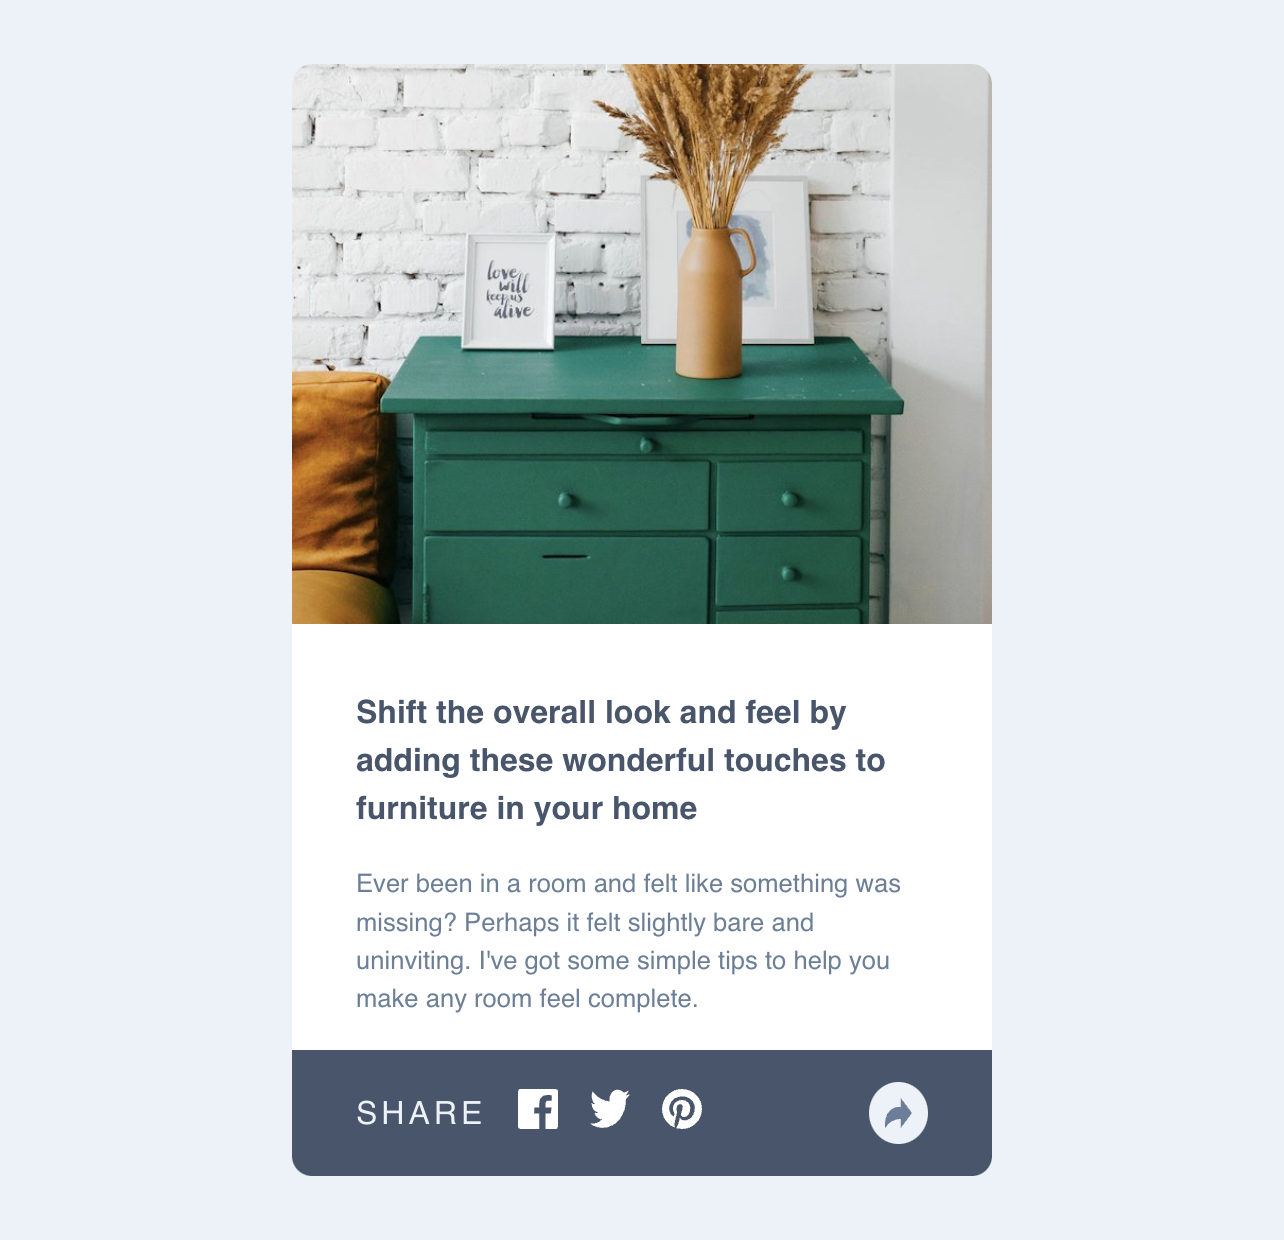 love
will
keep us
alive
Shift the overall look and feel by
adding these wonderful touches to
furniture in your home
Ever been in a room and felt like something was
missing? Perhaps it felt slightly bare and
uninviting. I've got some simple tips to help you
make any room feel complete.
SHARE